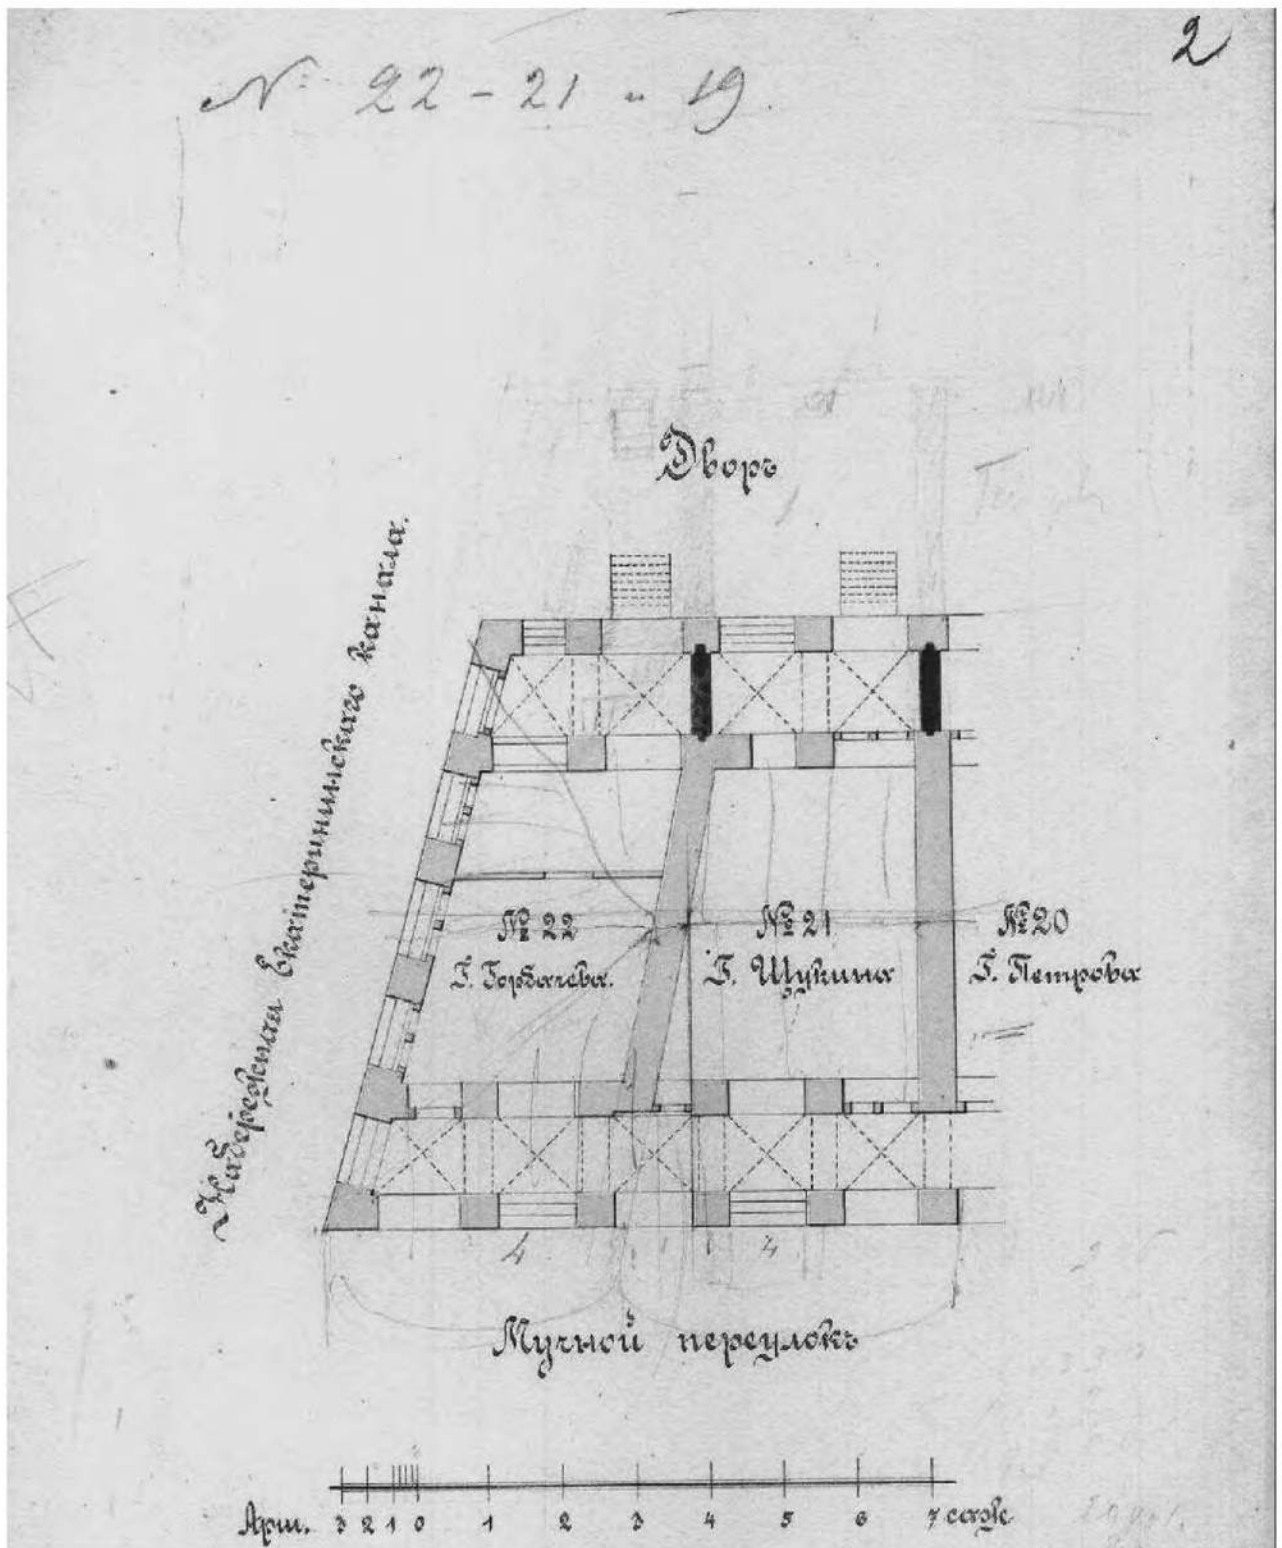 2
№ 22 - 21 и 19.
Дворъ
Набережная Екатерининскаго канала.
№ 22
Г. Горбачева.
№ 21
Г. Щукина
№ 20
Г. Петрова
4
4
Мучной переулокъ
Арш. 3 2 1 0 1 2 3 4 5 6 7 саж